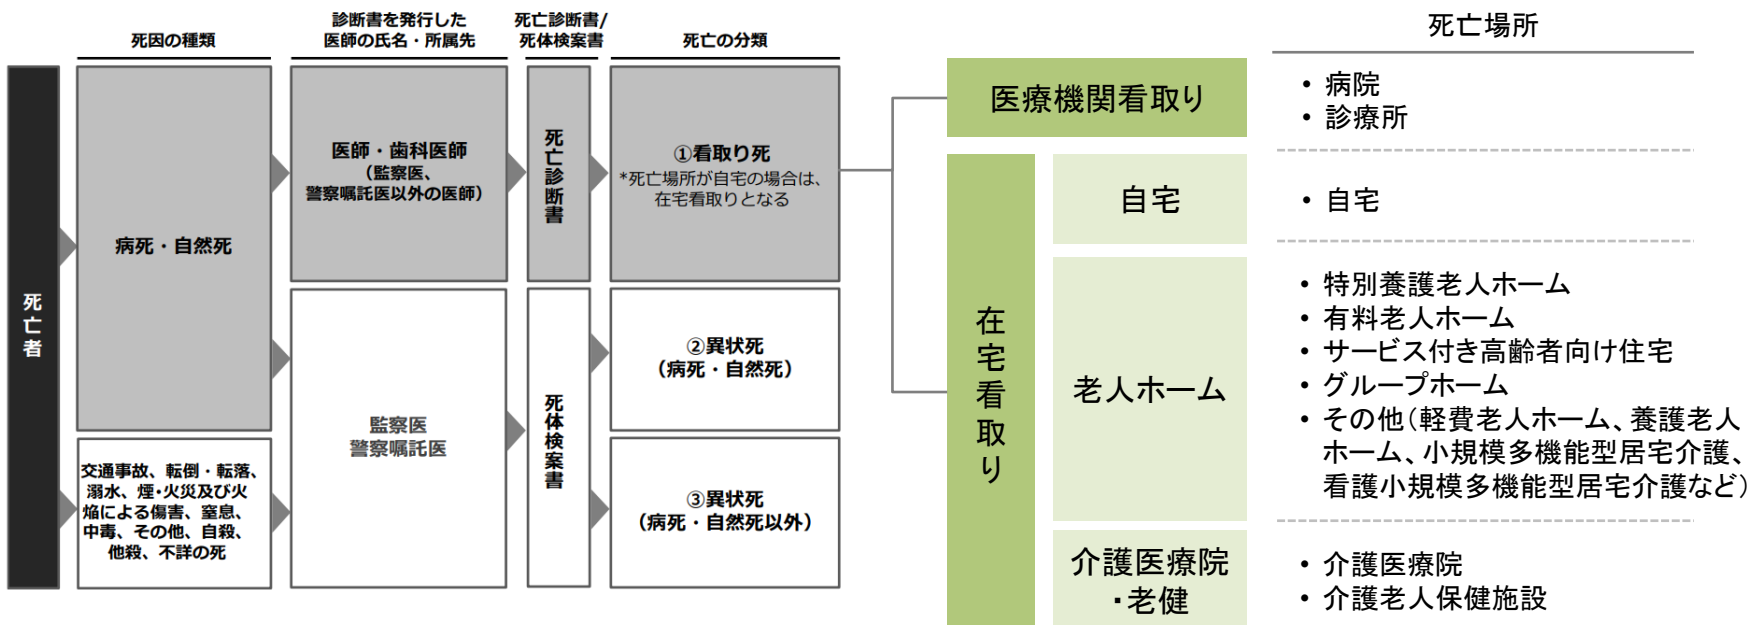 死因の種類
診断書を発行した
医師の氏名・所属先
死亡診断書/
死体検案書
死亡の分類
死亡場所
死亡者
病死・自然死
交通事故、転倒・転落、
溺水、煙・火災及び火
焔による傷害、窒息、
中毒、その他、自殺、
他殺、不詳の死
医師・歯科医師
（監察医、
警察嘱託医以外の医師）
監察医
警察嘱託医
死亡診断書
死体検案書
①看取り死
*死亡場所が自宅の場合は、
在宅看取りとなる
②異状死
（病死・自然死）
③異状死
（病死・自然死以外）
医療機関看取り
• 病院
• 診療所
在宅看取り
自宅
• 自宅
老人ホーム
• 特別養護老人ホーム
• 有料老人ホーム
• サービス付き高齢者向け住宅
• グループホーム
• その他（軽費老人ホーム、養護老人
ホーム、小規模多機能型居宅介護、
看護小規模多機能型居宅介護など）
介護医療院
・老健
• 介護医療院
• 介護老人保健施設